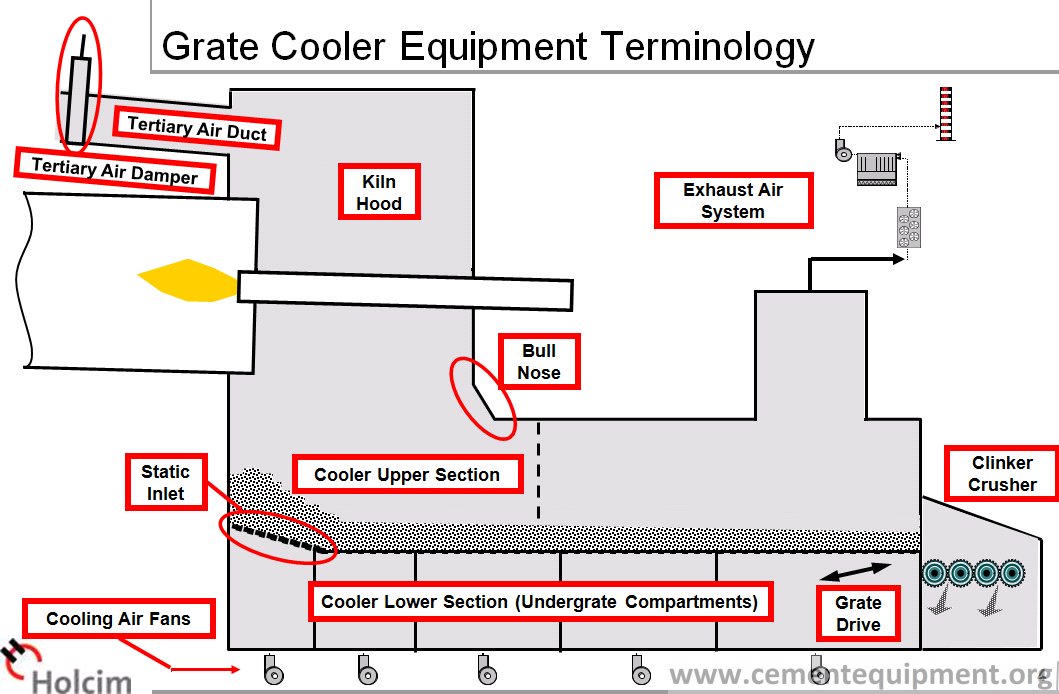 Grate Cooler Equipment Terminology
Tertiary Air Duct
Tertiary Air Damper
Kiln
Hood
Exhaust Air
System
Bull
Nose
Static
Inlet
Cooler Upper Section
Clinker
Crusher
Cooler Lower Section (Undergrate Compartments)
Grate
Drive
Cooling Air Fans
Holcim
www.cementequipment.org